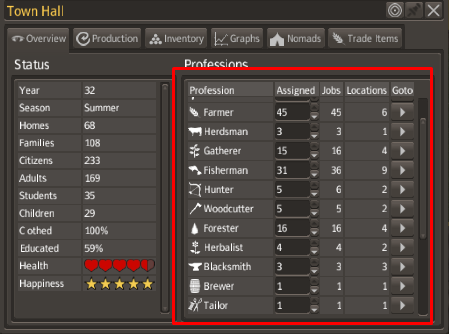 Town Hall
Overview Production Inventory Graphs Nomads Trade Items
Status
Year 32
Season Summer
Homes 68
Families 108
Citizens 233
Adults 169
Students 35
Children 29
C othed 100%
Educated 59%
Health
Happiness
Professions
Profession Assigned Jobs Locations Goto
Farmer 45 45 6
Herdsman 3 3 1
Gatherer 15 16 4
Fisherman 31 36 9
Hunter 5 6 2
Woodcutter 5 5 2
Forester 16 16 4
Herbalist 4 4 2
Blacksmith 3 3 3
Brewer 1 1 1
Tailor 1 1 1